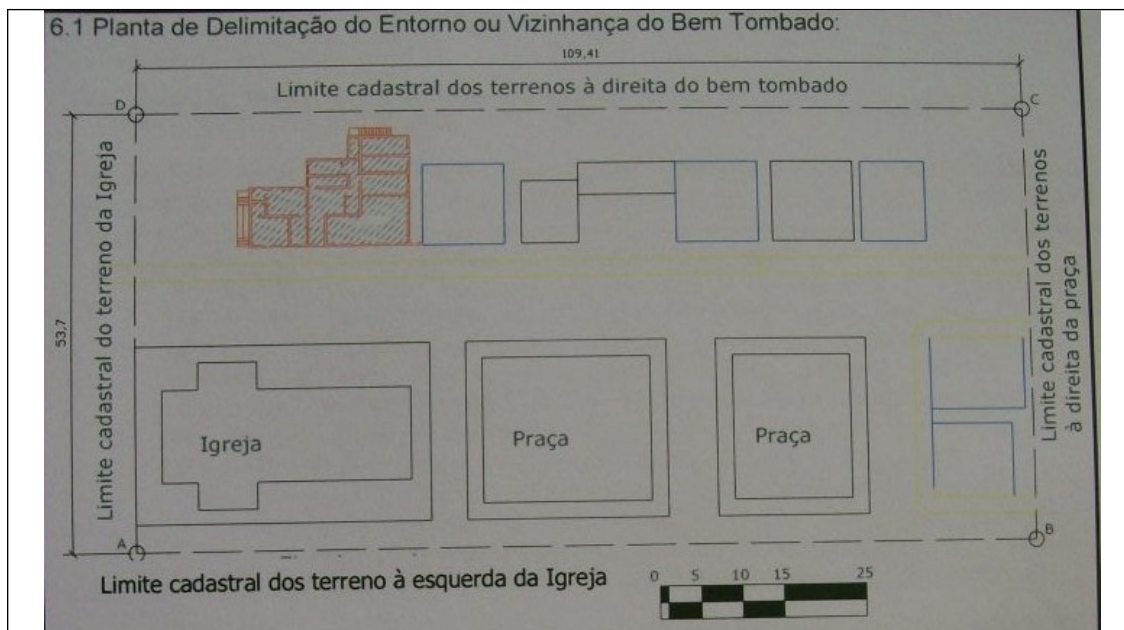 6.1 Planta de Delimitação do Entorno ou Vizinhança do Bem Tombado:
109,41
Limite cadastral dos terrenos à direita do bem tombado
D
C
Limite cadastral do terreno da Igreja
53,7
Limite cadastral dos terrenos
à direita da praça
Igreja
Praça
Praça
A
B
Limite cadastral dos terreno à esquerda da Igreja
0 5 10 15 25